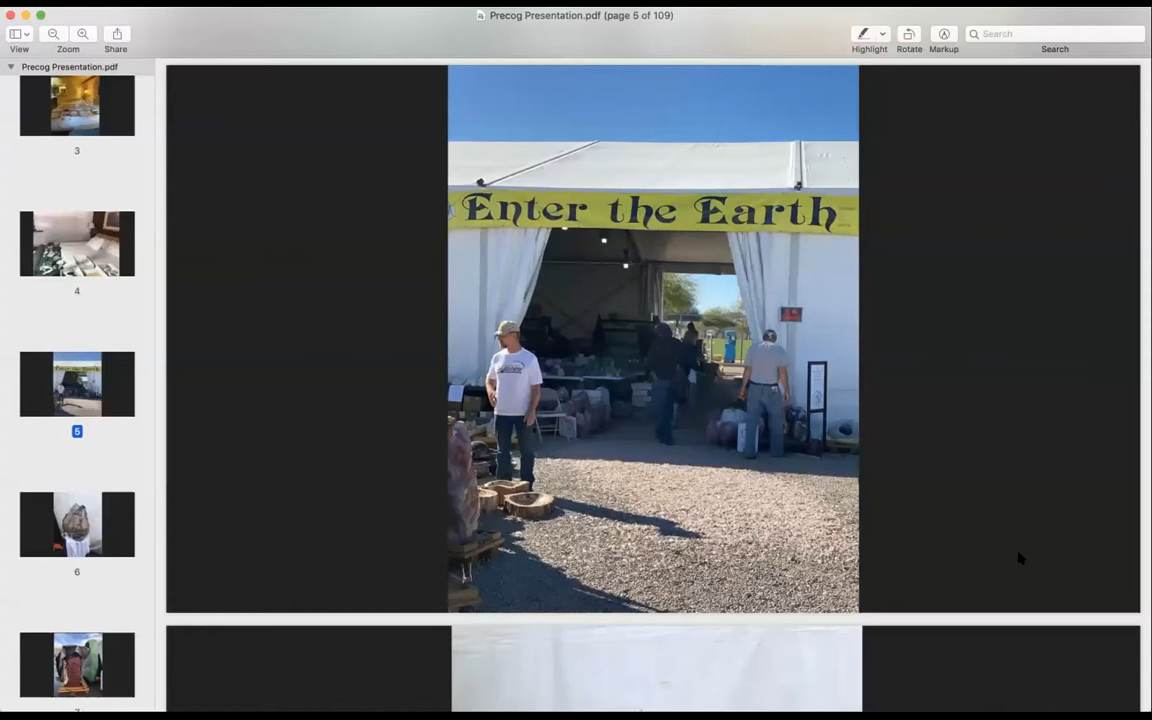 Precog Presentation.pdf (page 5 of 109)
View
Zoom
Share
Highlight
Rotate
Markup
Search
Search
Precog Presentation.pdf
3
4
5
6
Enter the Earth